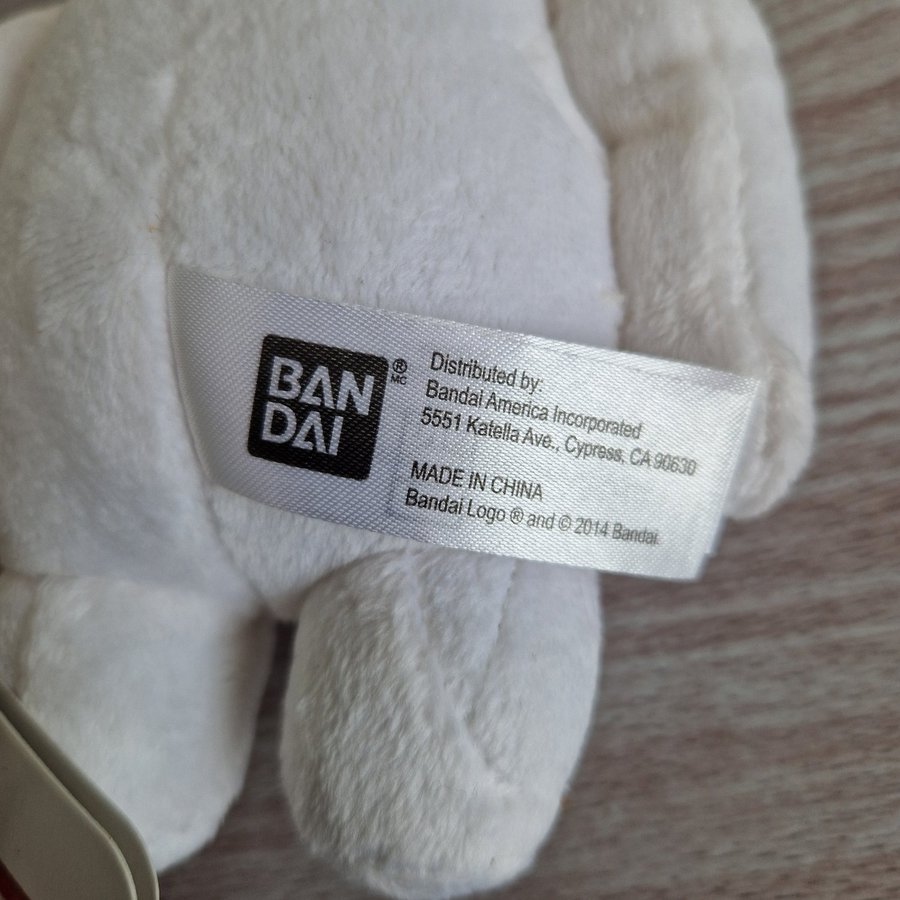 BAN
DAI
®
MC
Distributed by:
Bandai America Incorporated
5551 Katella Ave., Cypress, CA 90630
MADE IN CHINA
Bandai Logo ® and © 2014 Bandai.